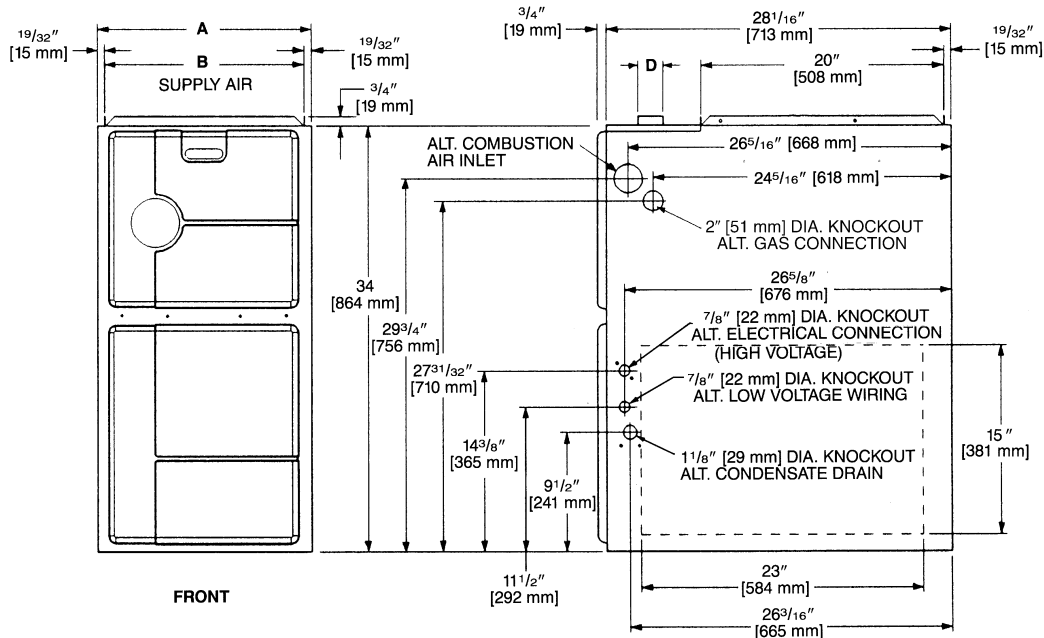 19/32″
[15 mm]
A
B
SUPPLY AIR
19/32″
[15 mm]
3/4″
[19 mm]
3/4″
[19 mm]
28 1/16″
[713 mm]
19/32″
[15 mm]
D
20″
[508 mm]
ALT. COMBUSTION
AIR INLET
26 5/16″ [668 mm]
24 5/16″ [618 mm]
2″ [51 mm] DIA. KNOCKOUT
ALT. GAS CONNECTION
34
[864 mm]
26 5/8″
[676 mm]
29 3/4″
[756 mm]
7/8″ [22 mm] DIA. KNOCKOUT
ALT. ELECTRICAL CONNECTION
(HIGH VOLTAGE)
27 31/32″
[710 mm]
7/8″ [22 mm] DIA. KNOCKOUT
ALT. LOW VOLTAGE WIRING
14 3/8″
[365 mm]
15″
[381 mm]
1 1/8″ [29 mm] DIA. KNOCKOUT
ALT. CONDENSATE DRAIN
9 1/2″
[241 mm]
11 1/2″
[292 mm]
23″
[584 mm]
FRONT
26 3/16″
[665 mm]